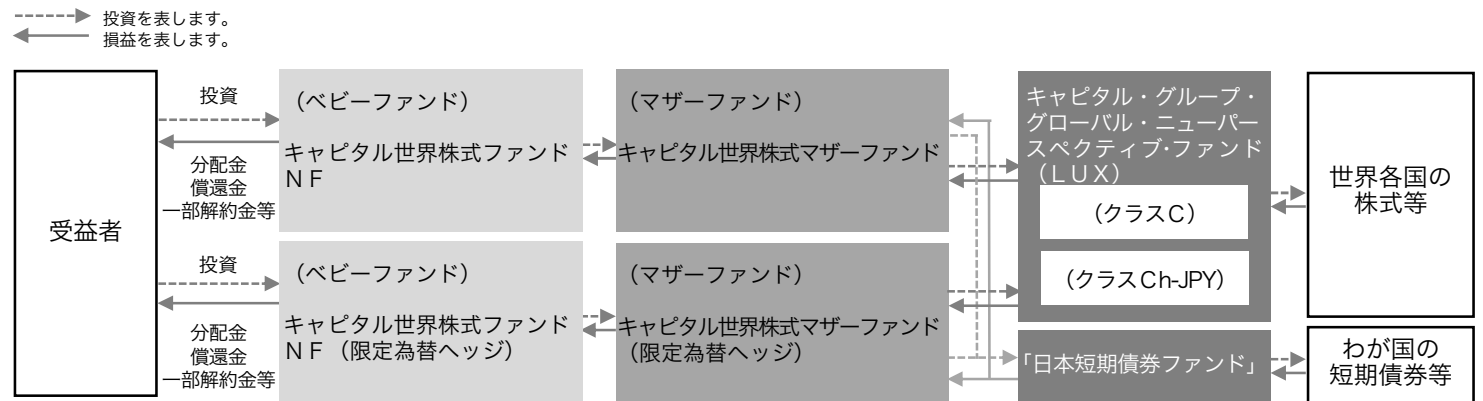 投資を表します。
損益を表します。
受益者
投資
分配金
償還金
一部解約金等
(ベビーファンド)
キャピタル世界株式ファンド
NF
(マザーファンド)
キャピタル世界株式マザーファンド
キャピタル・グループ・
グローバル・ニューパー
スペクティブ・ファンド
(LUX)
(クラスC)
(クラスCh-JPY)
世界各国の
株式等
投資
分配金
償還金
一部解約金等
(ベビーファンド)
キャピタル世界株式ファンド
NF(限定為替ヘッジ)
(マザーファンド)
キャピタル世界株式マザーファンド
(限定為替ヘッジ)
「日本短期債券ファンド」
わが国の
短期債券等